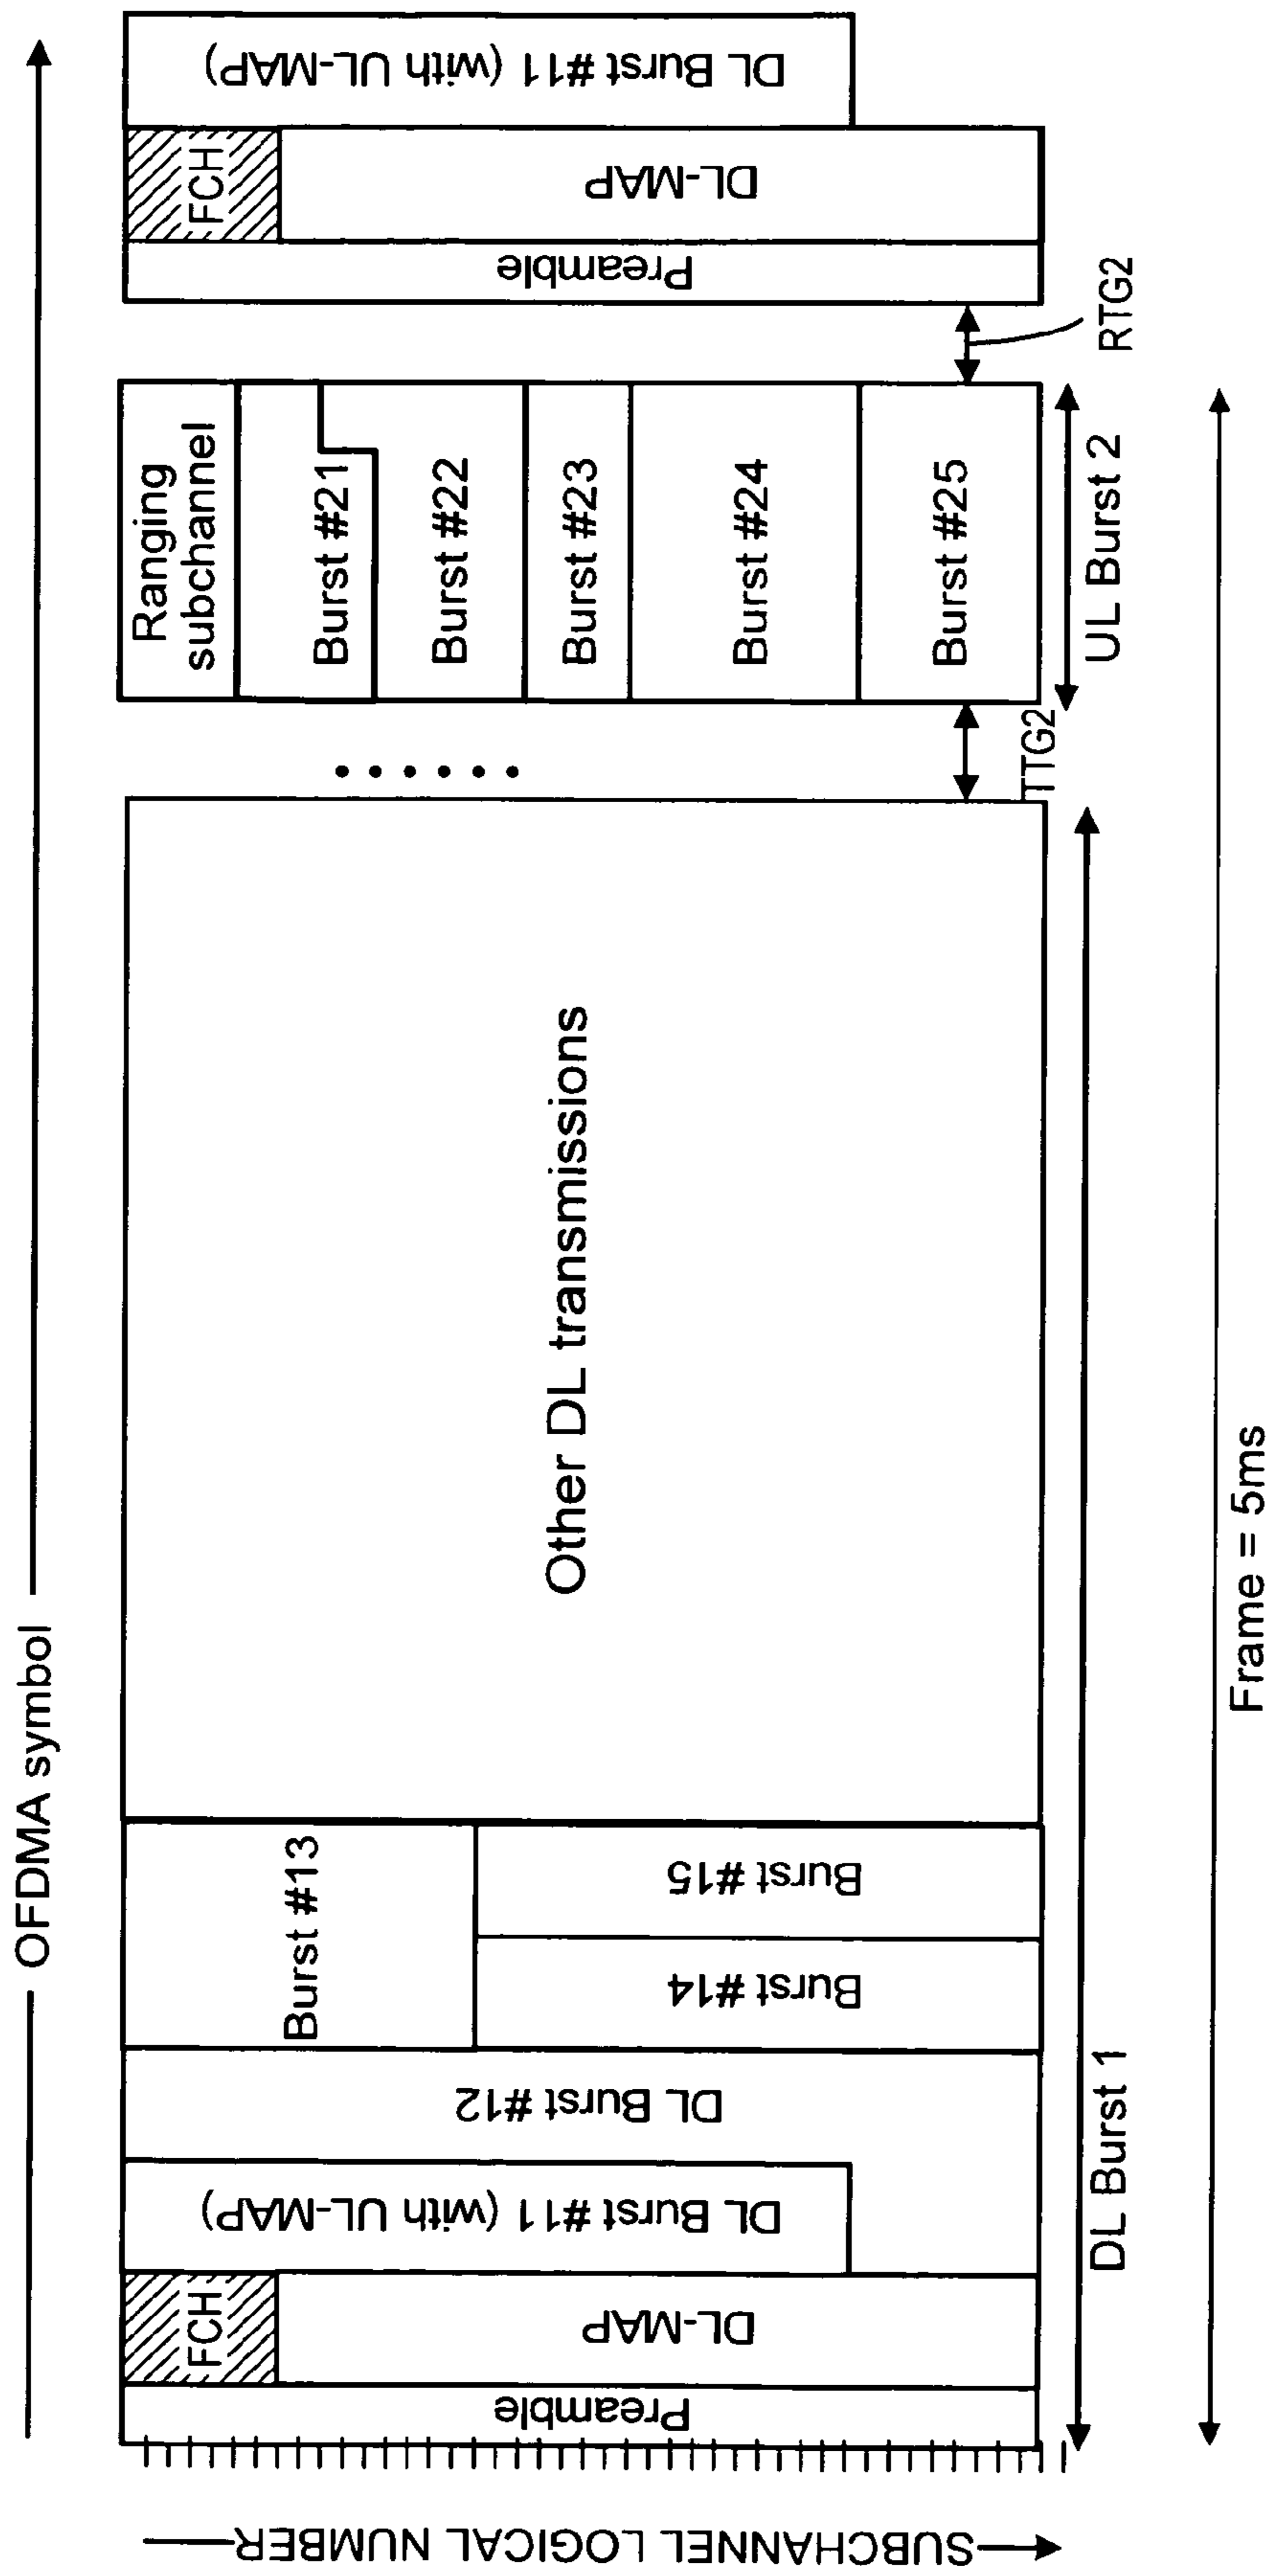 OFDMA symbol
SUBCHANNEL LOGICAL NUMBER
Preamble
FCH
DL-MAP
DL Burst #11 (with UL-MAP)
DL Burst #12
Burst #13
Burst #14
Burst #15
Other DL transmissions
TTG2
Ranging
subchannel
Burst #21
Burst #22
Burst #23
Burst #24
Burst #25
RTG2
Preamble
FCH
DL-MAP
DL Burst #11 (with UL-MAP)
DL Burst 1
UL Burst 2
Frame = 5ms